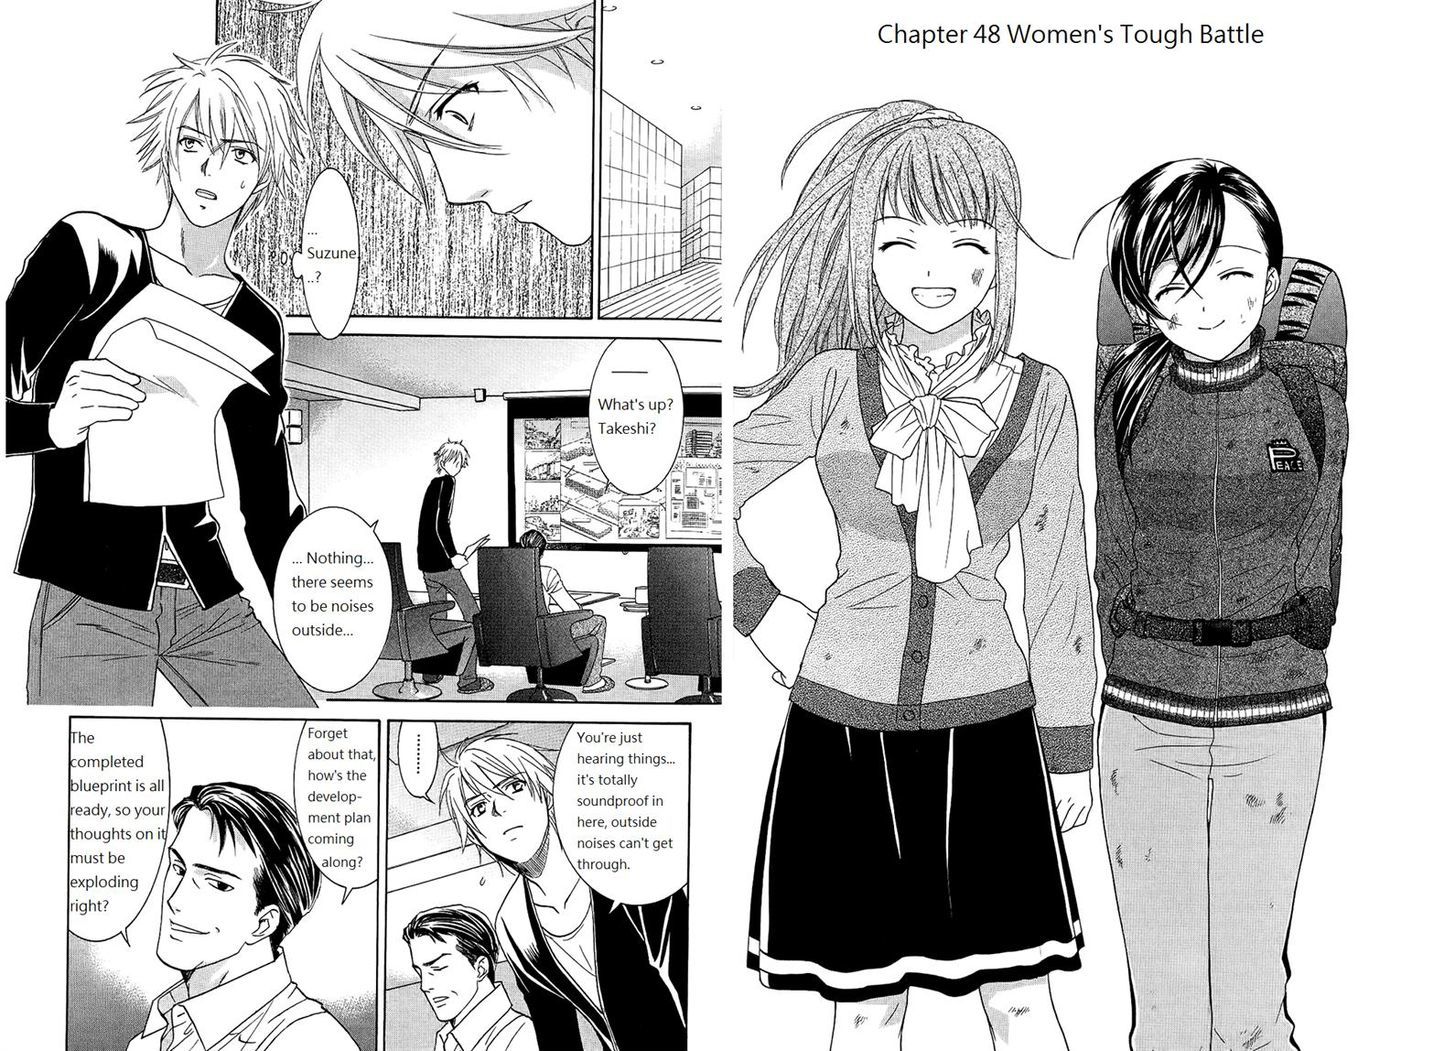 Chapter 48 Women's Tough Battle
PEACE
...
Suzune.
..?
What's up?
Takeshi?
... Nothing...
there seems
to be noises
outside...
You're just
hearing things...
it's totally
soundproof in
here, outside
noises can't get
through.
.......
Forget
about that,
how's the
develop-
ment plan
coming
along?
The
completed
blueprint is all
ready, so your
thoughts on it
must be
exploding
right?